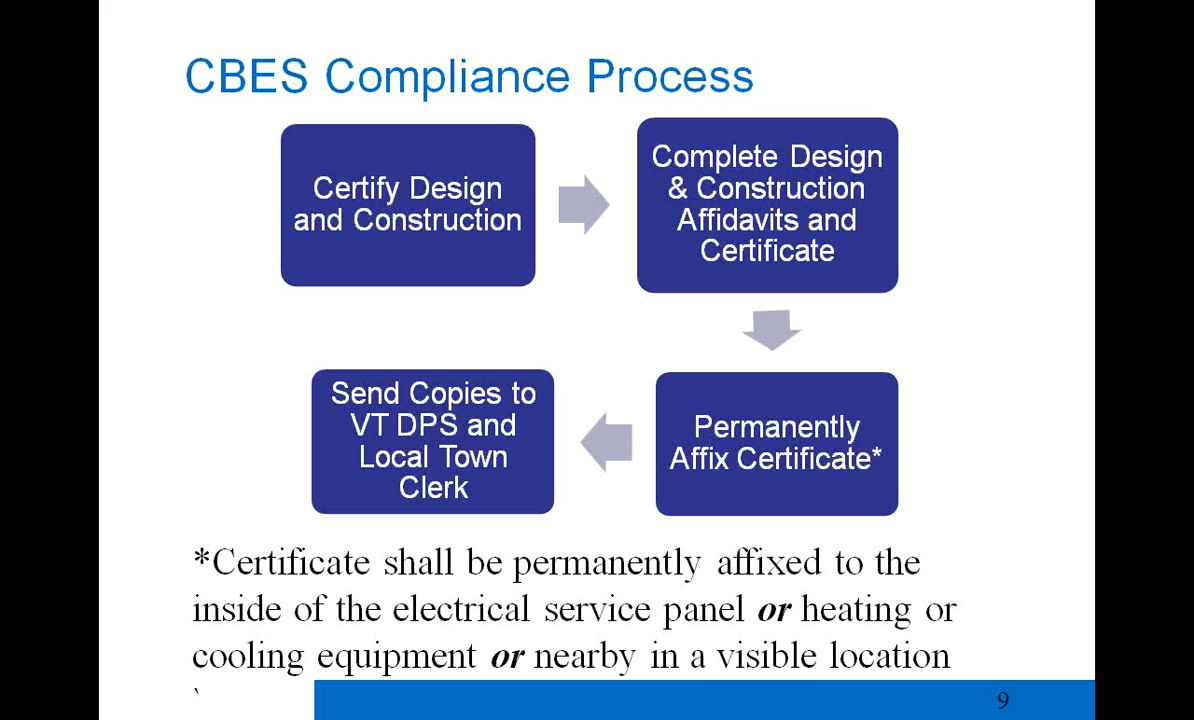 CBES Compliance Process
Certify Design
and Construction
Complete Design
& Construction
Affidavits and
Certificate
Permanently
Affix Certificate*
Send Copies to
VT DPS and
Local Town
Clerk
*Certificate shall be permanently affixed to the
inside of the electrical service panel or heating or
cooling equipment or nearby in a visible location
`
9